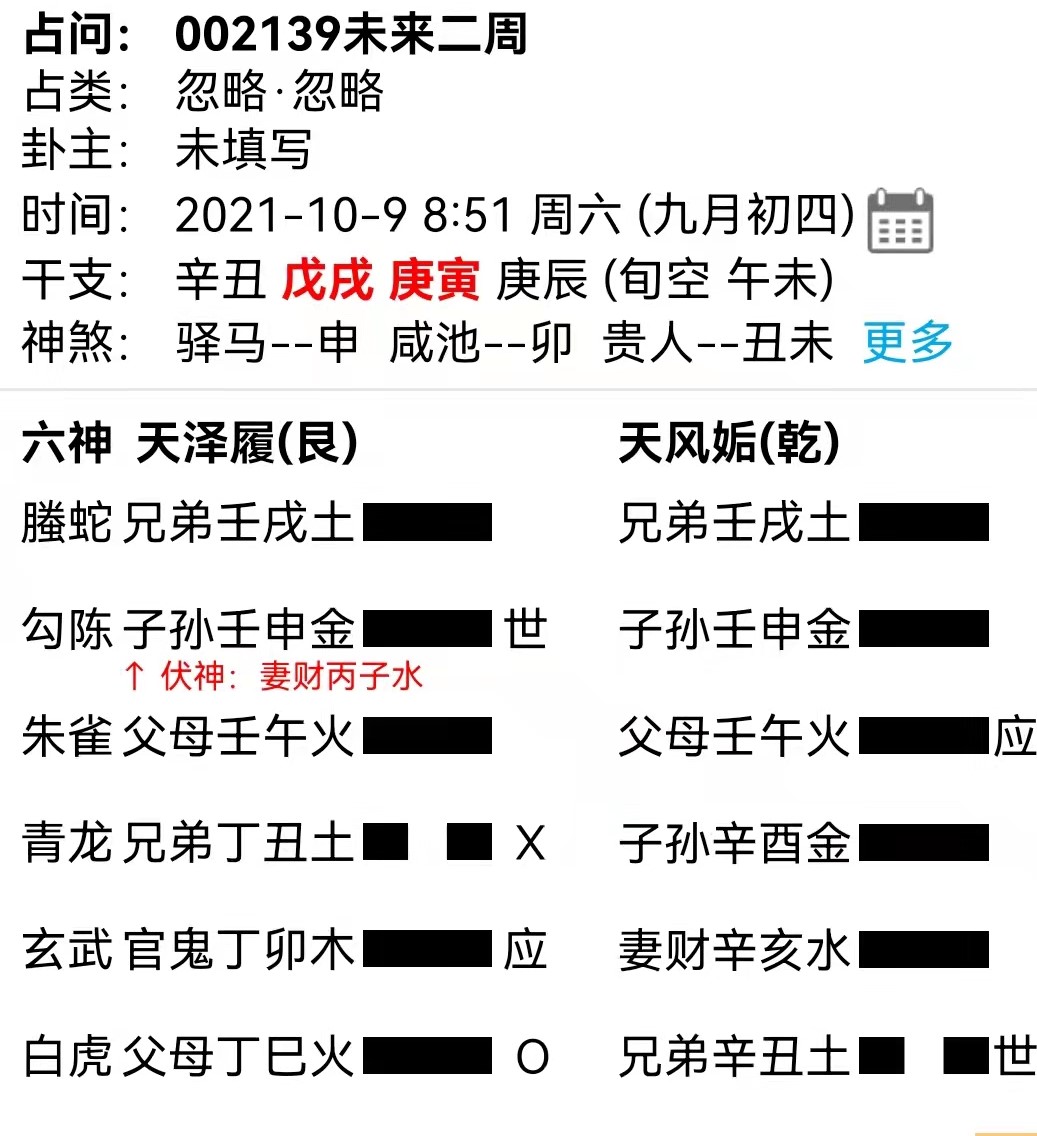 占问： 002139未来二周
占类： 忽略·忽略
卦主： 未填写
时间： 2021-10-9 8:51 周六 (九月初四)
干支： 辛丑 戊戌 庚寅 庚辰 (旬空 午未)
神煞： 驿马--申 咸池--卯 贵人--丑未 更多
六神 天泽履(艮) 天风姤(乾)
螣蛇 兄弟壬戌土 兄弟壬戌土
勾陈 子孙壬申金 世 子孙壬申金
↑ 伏神：妻财丙子水
朱雀 父母壬午火 父母壬午火 应
青龙 兄弟丁丑土 X 子孙辛酉金
玄武 官鬼丁卯木 应 妻财辛亥水
白虎 父母丁巳火 O 兄弟辛丑土 世